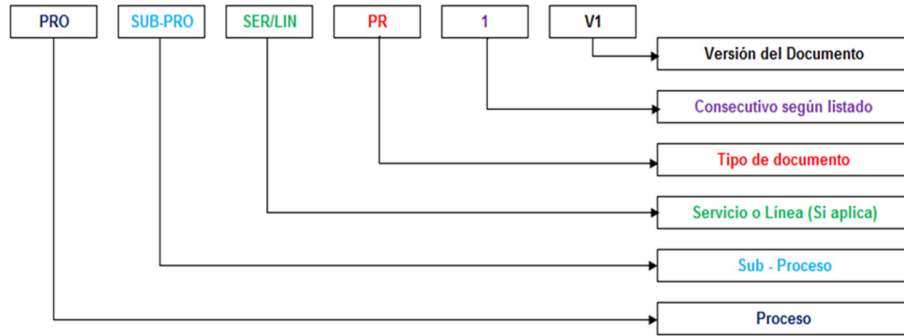 PRO SUB-PRO SER/LIN PR 1 V1
Versión del Documento
Consecutivo según listado
Tipo de documento
Servicio o Línea (Si aplica)
Sub - Proceso
Proceso